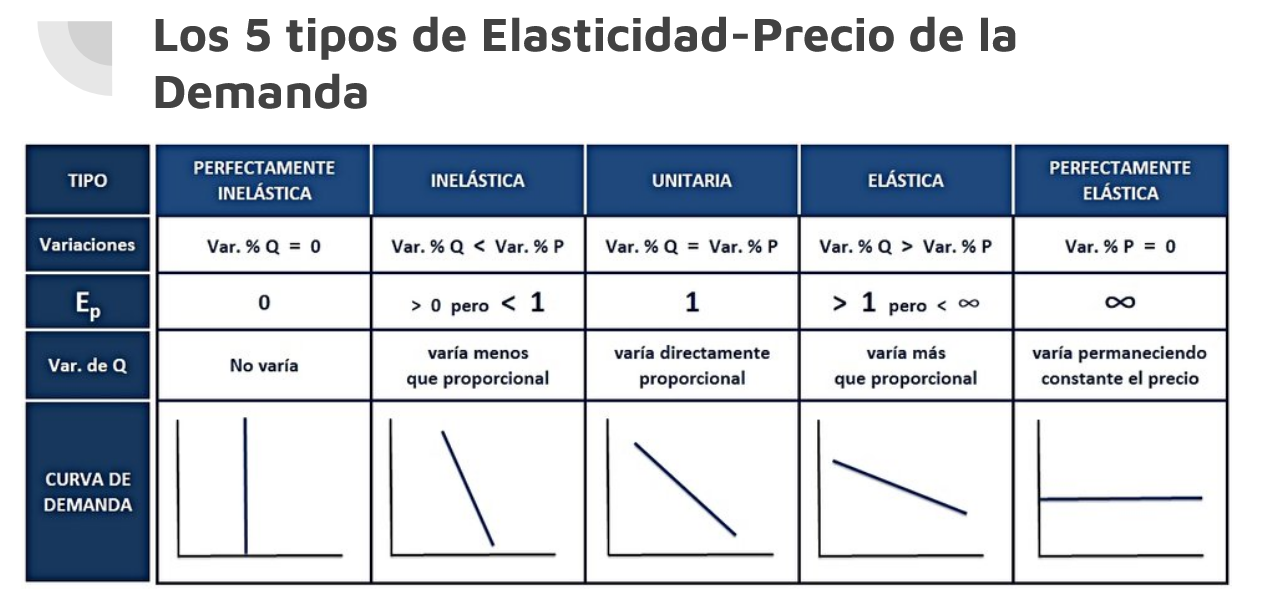 Los 5 tipos de Elasticidad-Precio de la
Demanda
TIPO
PERFECTAMENTE
INELÁSTICA
INELÁSTICA
UNITARIA
ELÁSTICA
PERFECTAMENTE
ELÁSTICA
Variaciones
Var. % Q = 0
Var. % Q < Var. % P
Var. % Q = Var. % P
Var. % Q > Var. % P
Var. % P = 0
Ep
0
> 0 pero < 1
1
> 1 pero < ∞
∞
Var. de Q
No varía
varía menos
que proporcional
varía directamente
proporcional
varía más
que proporcional
varía permaneciendo
constante el precio
CURVA DE
DEMANDA